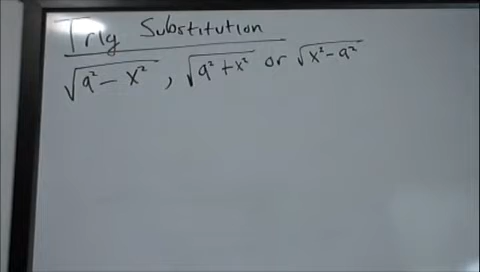 Trig Substitution
√a²-x² , √a²+x² or √x²-a²